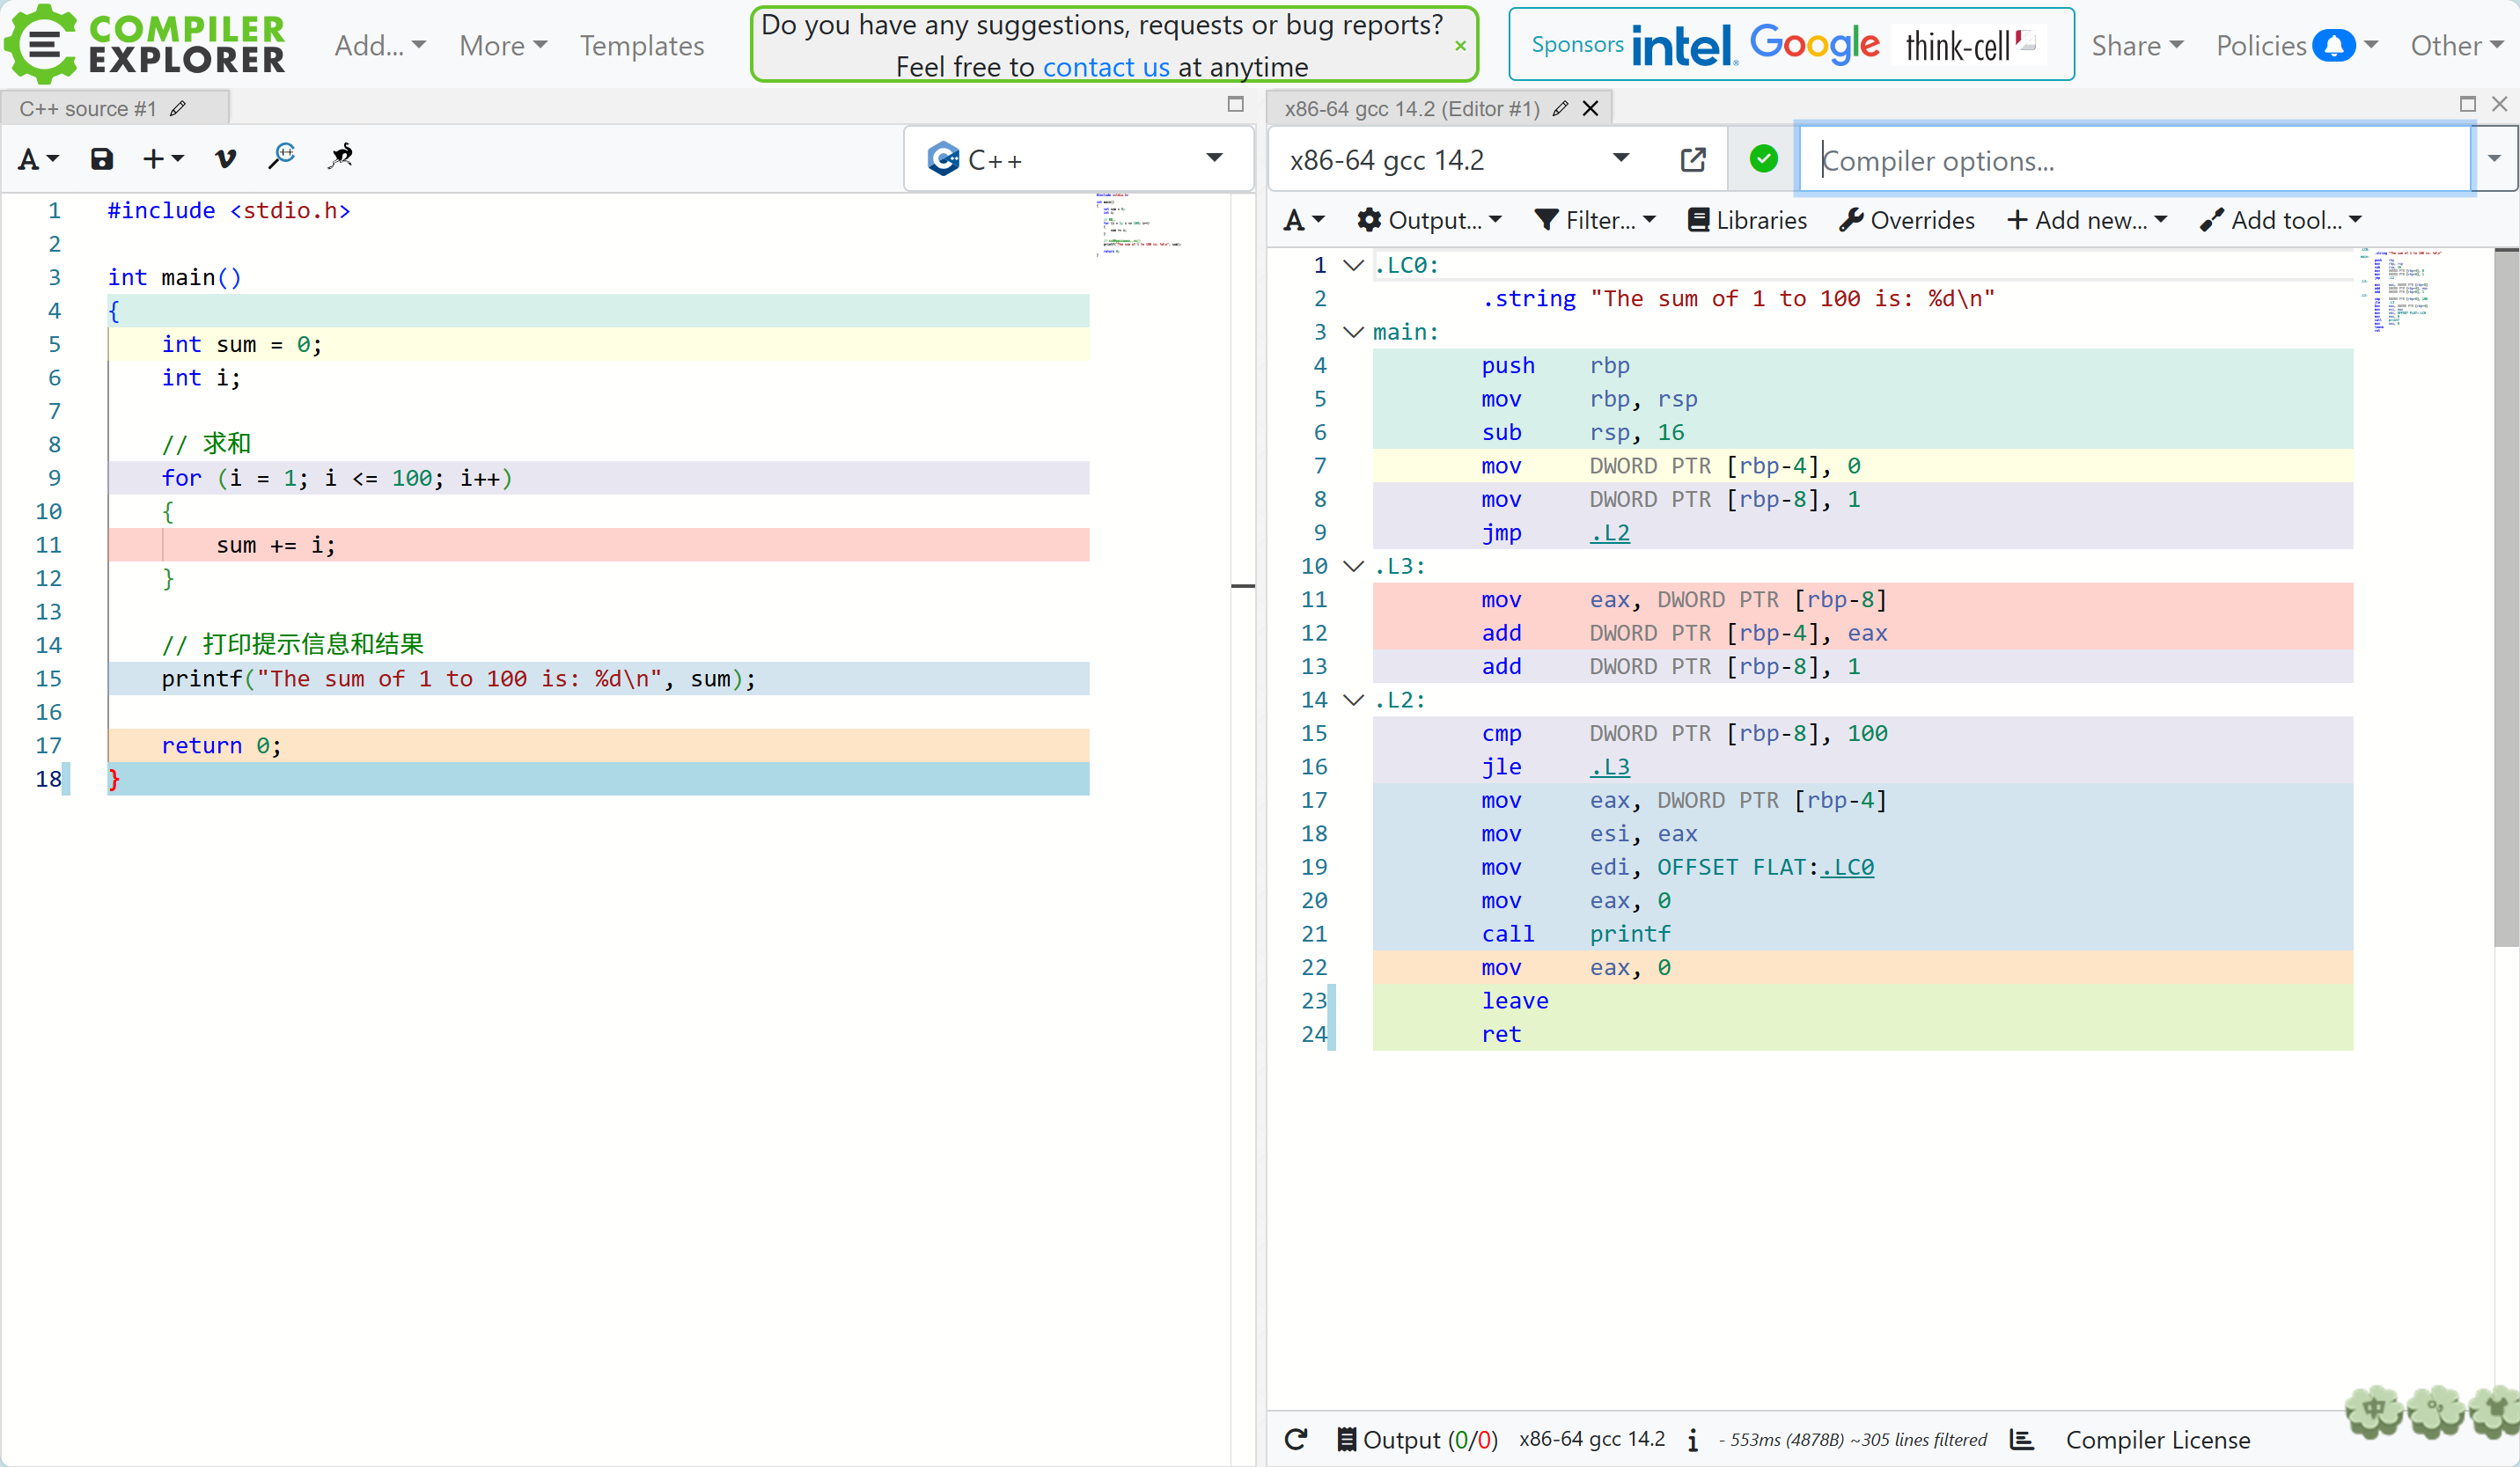 COMPILER EXPLORER
Add... More Templates
Do you have any suggestions, requests or bug reports?
Feel free to contact us at anytime
Sponsors intel. Google think-cell
Share Policies Other
C++ source #1
C++
1 #include <stdio.h>
2
3 int main()
4 {
5     int sum = 0;
6     int i;
7
8     // 求和
9     for (i = 1; i <= 100; i++)
10     {
11         sum += i;
12     }
13
14     // 打印提示信息和结果
15     printf("The sum of 1 to 100 is: %d\n", sum);
16
17     return 0;
18 }
x86-64 gcc 14.2 (Editor #1)
x86-64 gcc 14.2 Compiler options...
A Output... Filter... Libraries Overrides Add new... Add tool...
1 .LC0:
2         .string "The sum of 1 to 100 is: %d\n"
3 main:
4         push    rbp
5         mov     rbp, rsp
6         sub     rsp, 16
7         mov     DWORD PTR [rbp-4], 0
8         mov     DWORD PTR [rbp-8], 1
9         jmp     .L2
10 .L3:
11         mov     eax, DWORD PTR [rbp-8]
12         add     DWORD PTR [rbp-4], eax
13         add     DWORD PTR [rbp-8], 1
14 .L2:
15         cmp     DWORD PTR [rbp-8], 100
16         jle     .L3
17         mov     eax, DWORD PTR [rbp-4]
18         mov     esi, eax
19         mov     edi, OFFSET FLAT:.LC0
20         mov     eax, 0
21         call    printf
22         mov     eax, 0
23         leave
24         ret
Output (0/0) x86-64 gcc 14.2 - 553ms (4878B) ~305 lines filtered Compiler License
中